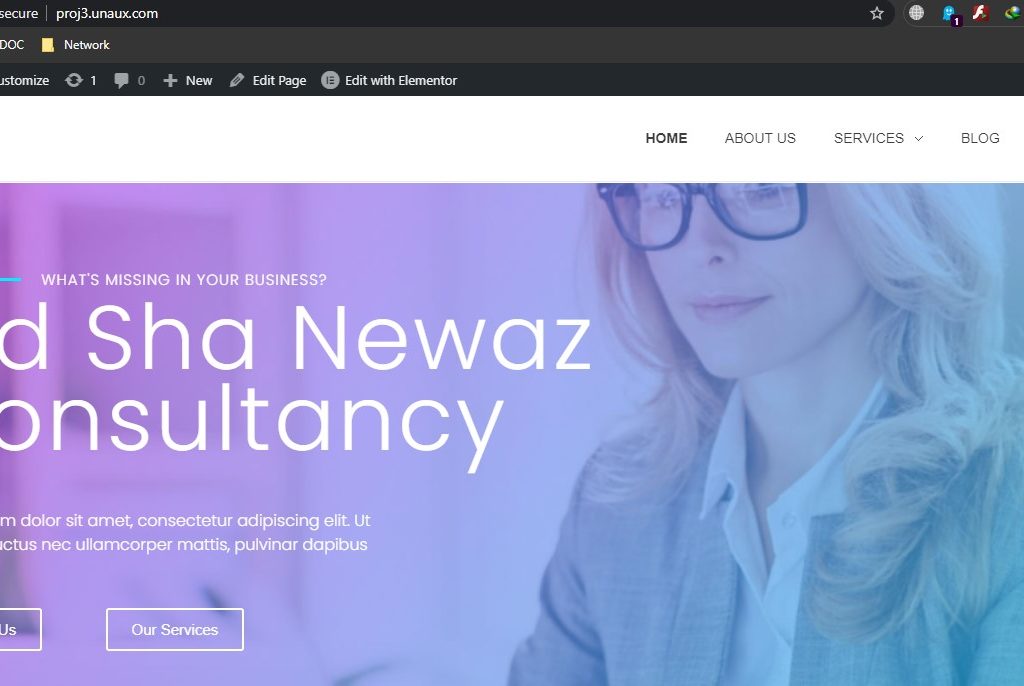 secure proj3.unaux.com
1
DOC Network
ustomize 1 0 New Edit Page Edit with Elementor
HOME ABOUT US SERVICES BLOG
WHAT'S MISSING IN YOUR BUSINESS?
d Sha Newaz
onsultancy
m dolor sit amet, consectetur adipiscing elit. Ut
uctus nec ullamcorper mattis, pulvinar dapibus
Us Our Services